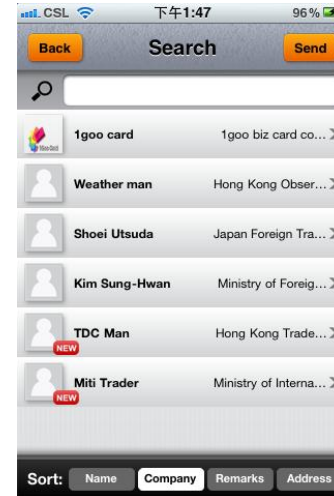 CSL 下午1:47 96%
Back Search Send
1goo card 1goo biz card co...
Weather man Hong Kong Obser...
Shoei Utsuda Japan Foreign Tra...
Kim Sung-Hwan Ministry of Foreig...
TDC Man Hong Kong Trade...
NEW
Miti Trader Ministry of Interna...
NEW
Sort: Name Company Remarks Address